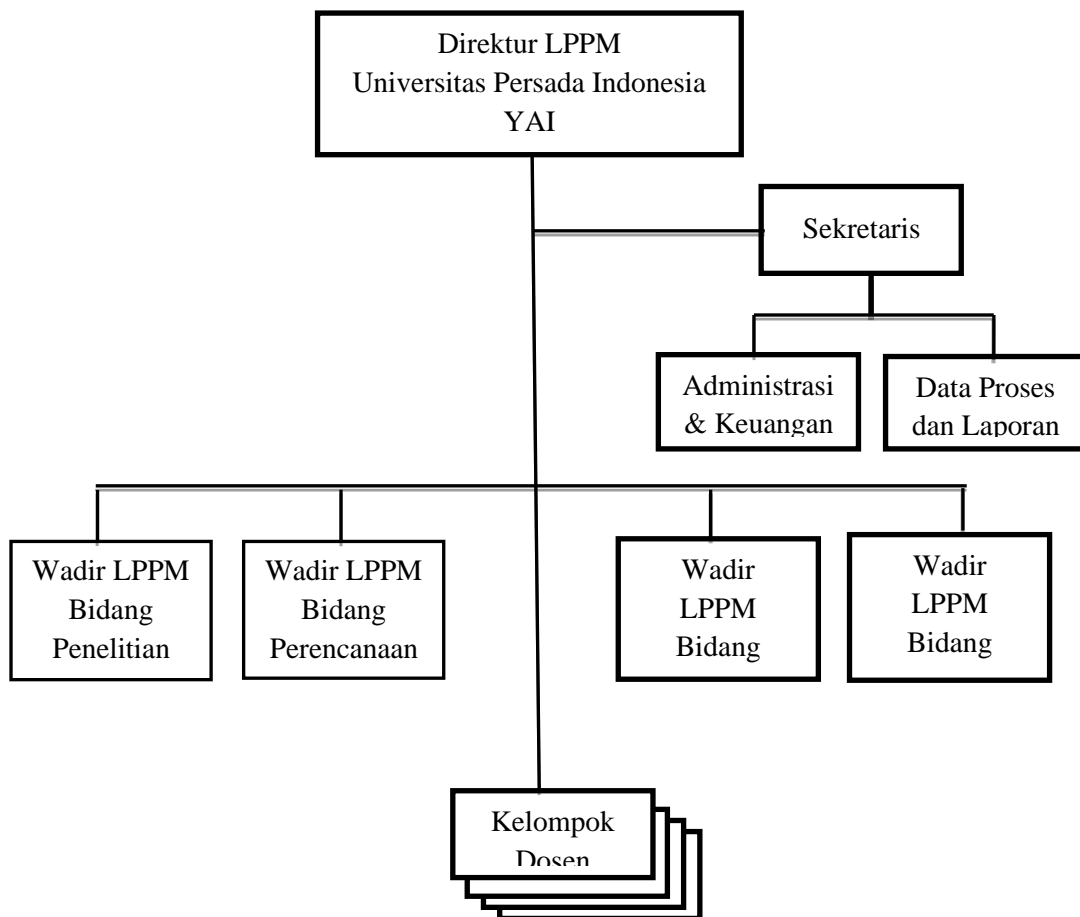 Direktur LPPM
Universitas Persada Indonesia
YAI
Sekretaris
Administrasi
& Keuangan
Data Proses
dan Laporan
Wadir LPPM
Bidang
Penelitian
Wadir LPPM
Bidang
Perencanaan
Wadir
LPPM
Bidang
Wadir
LPPM
Bidang
Kelompok
Dosen